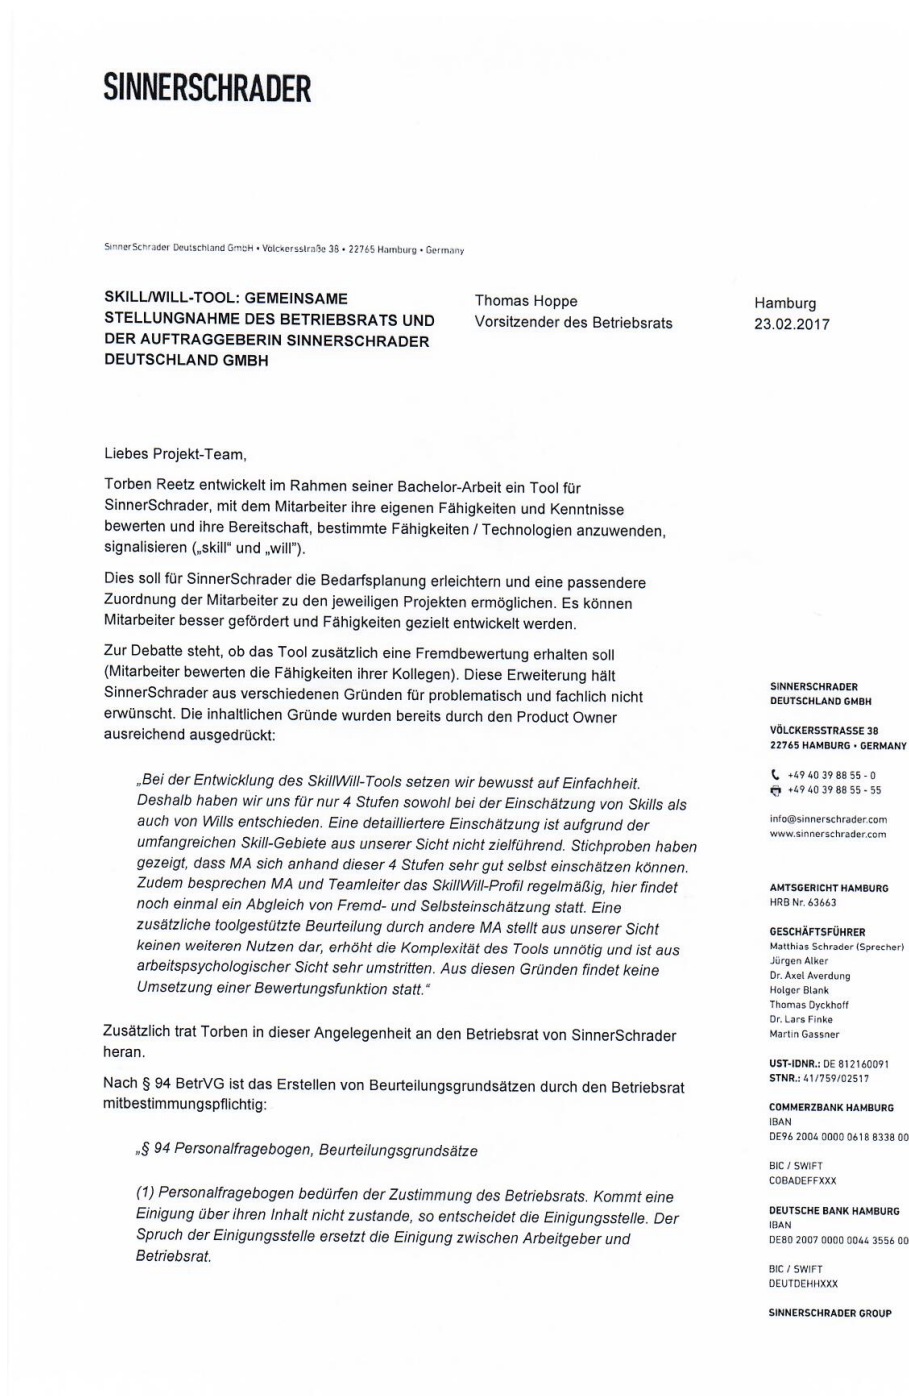 SINNERSCHRADER
SinnerSchrader Deutschland GmbH • Völckersstraße 38 • 22765 Hamburg • Germany
SKILL/WILL-TOOL: GEMEINSAME
STELLUNGNAHME DES BETRIEBSRATS UND
DER AUFTRAGGEBERIN SINNERSCHRADER
DEUTSCHLAND GMBH
Thomas Hoppe
Vorsitzender des Betriebsrats
Hamburg
23.02.2017
Liebes Projekt-Team,
Torben Reetz entwickelt im Rahmen seiner Bachelor-Arbeit ein Tool für
SinnerSchrader, mit dem Mitarbeiter ihre eigenen Fähigkeiten und Kenntnisse
bewerten und ihre Bereitschaft, bestimmte Fähigkeiten / Technologien anzuwenden,
signalisieren („skill“ und „will”).
Dies soll für SinnerSchrader die Bedarfsplanung erleichtern und eine passendere
Zuordnung der Mitarbeiter zu den jeweiligen Projekten ermöglichen. Es können
Mitarbeiter besser gefördert und Fähigkeiten gezielt entwickelt werden.
Zur Debatte steht, ob das Tool zusätzlich eine Fremdbewertung erhalten soll
(Mitarbeiter bewerten die Fähigkeiten ihrer Kollegen). Diese Erweiterung hält
SinnerSchrader aus verschiedenen Gründen für problematisch und fachlich nicht
erwünscht. Die inhaltlichen Gründe wurden bereits durch den Product Owner
ausreichend ausgedrückt:
„Bei der Entwicklung des SkillWill-Tools setzen wir bewusst auf Einfachheit.
Deshalb haben wir uns für nur 4 Stufen sowohl bei der Einschätzung von Skills als
auch von Wills entschieden. Eine detailliertere Einschätzung ist aufgrund der
umfangreichen Skill-Gebiete aus unserer Sicht nicht zielführend. Stichproben haben
gezeigt, dass MA sich anhand dieser 4 Stufen sehr gut selbst einschätzen können.
Zudem besprechen MA und Teamleiter das SkillWill-Profil regelmäßig, hier findet
noch einmal ein Abgleich von Fremd- und Selbsteinschätzung statt. Eine
zusätzliche toolgestützte Beurteilung durch andere MA stellt aus unserer Sicht
keinen weiteren Nutzen dar, erhöht die Komplexität des Tools unnötig und ist aus
arbeitspsychologischer Sicht sehr umstritten. Aus diesen Gründen findet keine
Umsetzung einer Bewertungsfunktion statt.“
Zusätzlich trat Torben in dieser Angelegenheit an den Betriebsrat von SinnerSchrader
heran.
Nach § 94 BetrVG ist das Erstellen von Beurteilungsgrundsätzen durch den Betriebsrat
mitbestimmungspflichtig:
„§ 94 Personalfragebogen, Beurteilungsgrundsätze
(1) Personalfragebogen bedürfen der Zustimmung des Betriebsrats. Kommt eine
Einigung über ihren Inhalt nicht zustande, so entscheidet die Einigungsstelle. Der
Spruch der Einigungsstelle ersetzt die Einigung zwischen Arbeitgeber und
Betriebsrat.
SINNERSCHRADER
DEUTSCHLAND GMBH
VÖLCKERSSTRASSE 38
22765 HAMBURG • GERMANY
+49 40 39 88 55 - 0
+49 40 39 88 55 - 55
info@sinnerschrader.com
www.sinnerschrader.com
AMTSGERICHT HAMBURG
HRB Nr. 63663
GESCHÄFTSFÜHRER
Matthias Schrader (Sprecher)
Jürgen Alker
Dr. Axel Averdung
Holger Blank
Thomas Dyckhoff
Dr. Lars Finke
Martin Gassner
UST-IDNR.: DE 812160091
STNR.: 41/759/02517
COMMERZBANK HAMBURG
IBAN
DE96 2004 0000 0618 8338 00
BIC / SWIFT
COBADEFFXXX
DEUTSCHE BANK HAMBURG
IBAN
DE80 2007 0000 0044 3556 00
BIC / SWIFT
DEUTDEHHXXX
SINNERSCHRADER GROUP